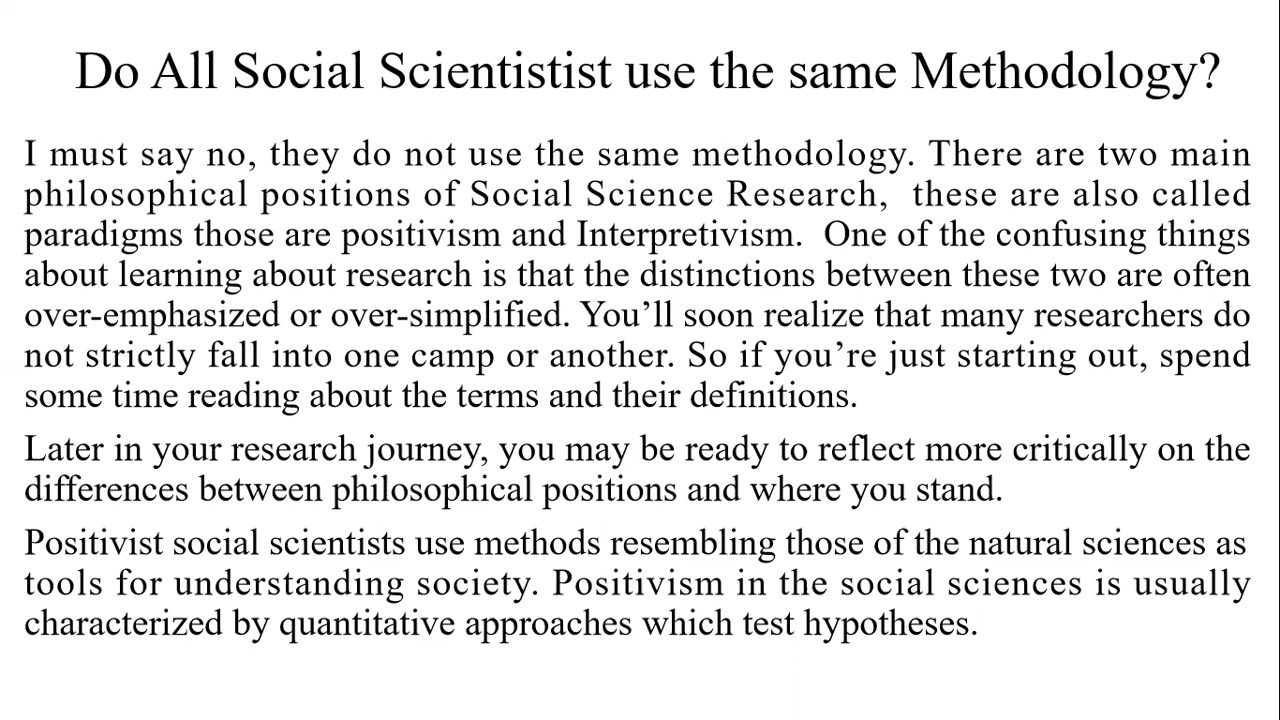 Do All Social Scientistist use the same Methodology?
I must say no, they do not use the same methodology. There are two main
philosophical positions of Social Science Research,  these are also called
paradigms those are positivism and Interpretivism.  One of the confusing things
about learning about research is that the distinctions between these two are often
over-emphasized or over-simplified. You’ll soon realize that many researchers do
not strictly fall into one camp or another. So if you’re just starting out, spend
some time reading about the terms and their definitions.
Later in your research journey, you may be ready to reflect more critically on the
differences between philosophical positions and where you stand.
Positivist social scientists use methods resembling those of the natural sciences as
tools for understanding society. Positivism in the social sciences is usually
characterized by quantitative approaches which test hypotheses.